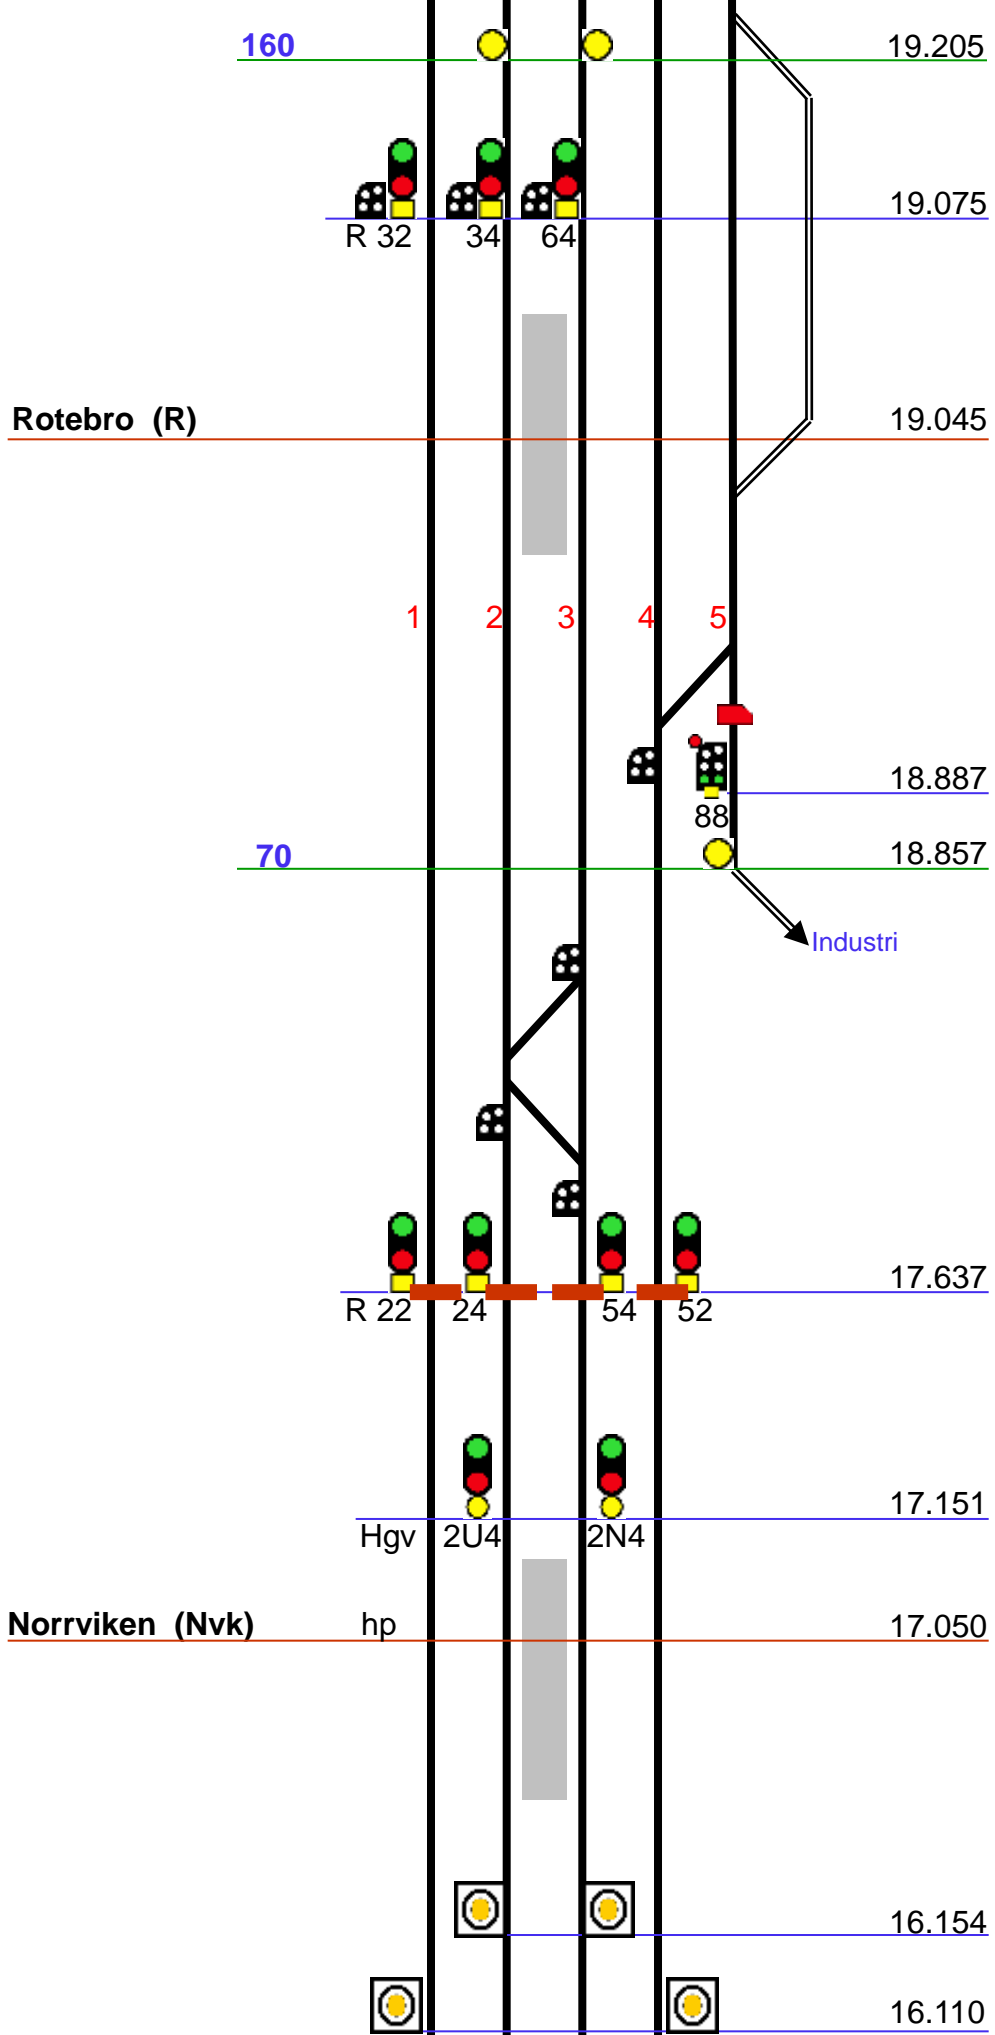 160 19.205
19.075
R 32 34 64
Rotebro (R) 19.045
1 2 3 4 5
18.887
88
70 18.857
Industri
17.637
R 22 24 54 52
17.151
Hgv 2U4 2N4
Norrviken (Nvk) hp 17.050
16.154
16.110